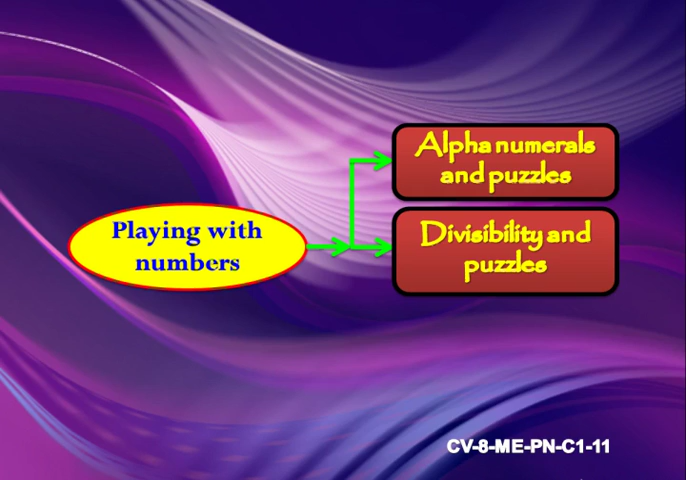 Alpha numerals
and puzzles
Playing with
numbers
Divisibility and
puzzles
CV-8-ME-PN-C1-11